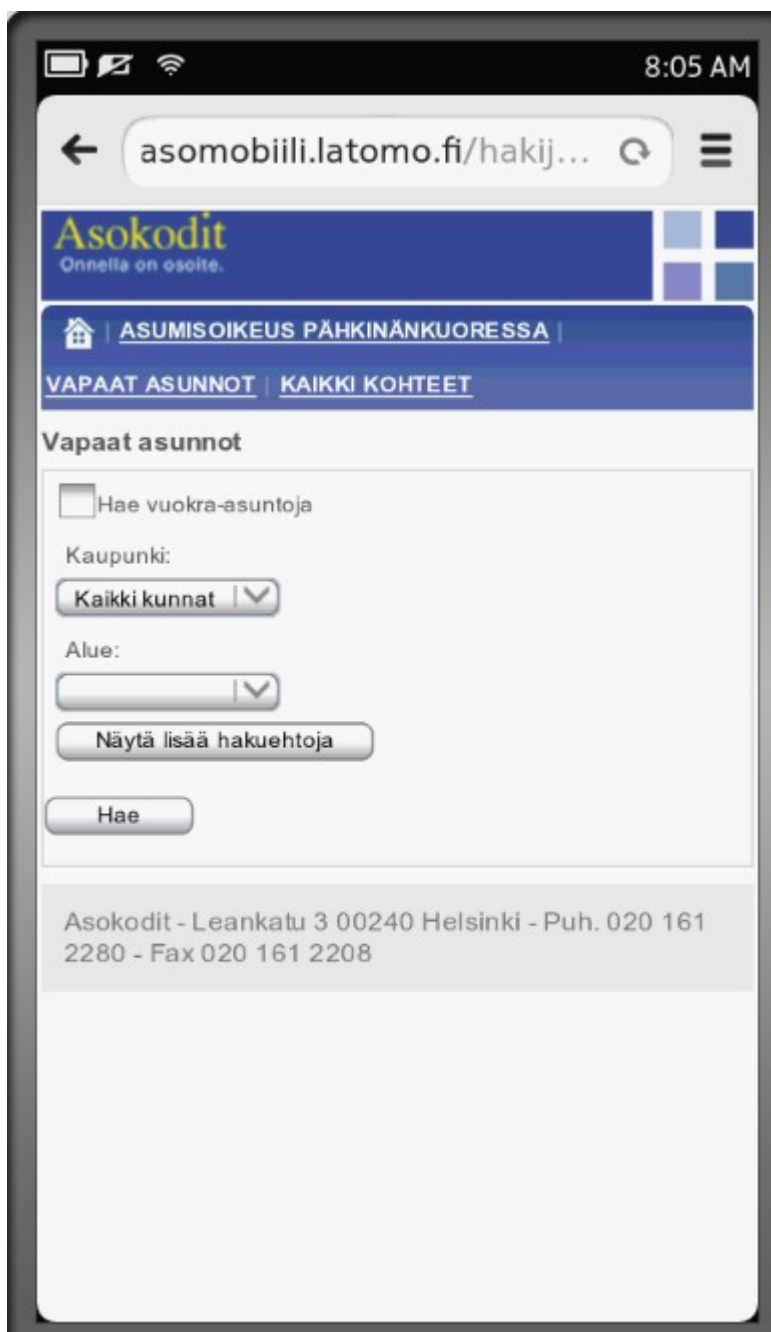 8:05 AM
asomobiili.latomo.fi/hakij...
Asokodit
Onnella on osoite.
| ASUMISOIKEUS PÄHKINÄNKUORESSA |
VAPAAT ASUNNOT | KAIKKI KOHTEET
Vapaat asunnot
Hae vuokra-asuntoja
Kaupunki:
Kaikki kunnat
Alue:
Näytä lisää hakuehtoja
Hae
Asokodit - Leankatu 3 00240 Helsinki - Puh. 020 161
2280 - Fax 020 161 2208